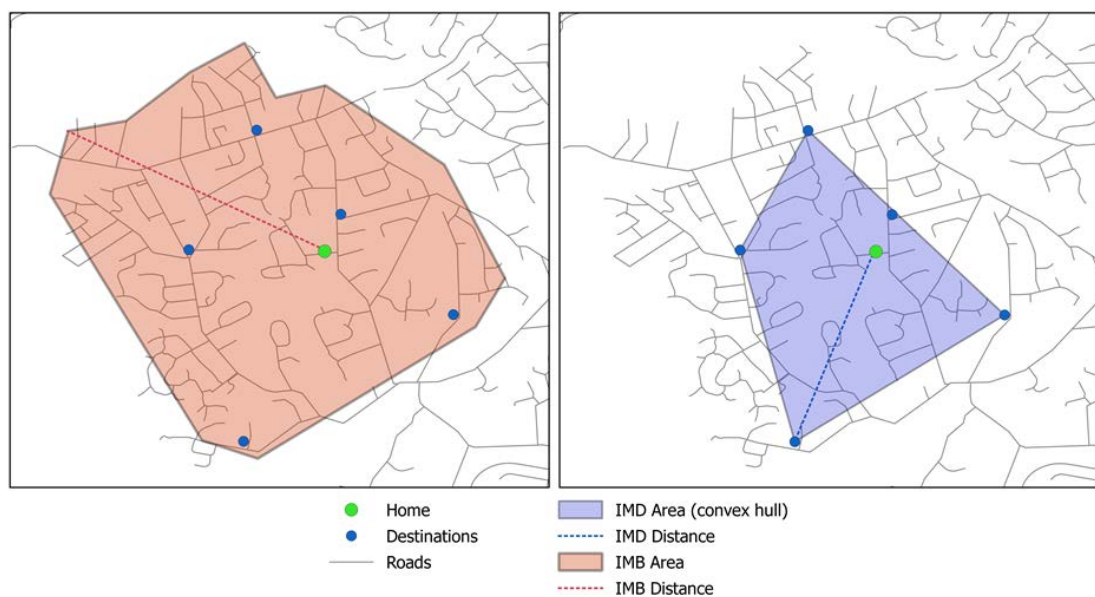 Home
Destinations
Roads
IMD Area (convex hull)
IMD Distance
IMB Area
IMB Distance